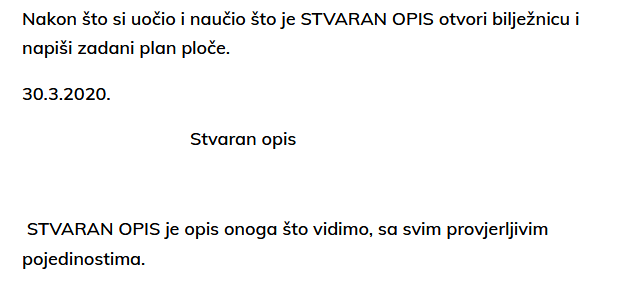 Nakon što si uočio i naučio što je STVARAN OPIS otvori bilježnicu i
napiši zadani plan ploče.
30.3.2020.
Stvaran opis
STVARAN OPIS je opis onoga što vidimo, sa svim provjerljivim
pojedinostima.